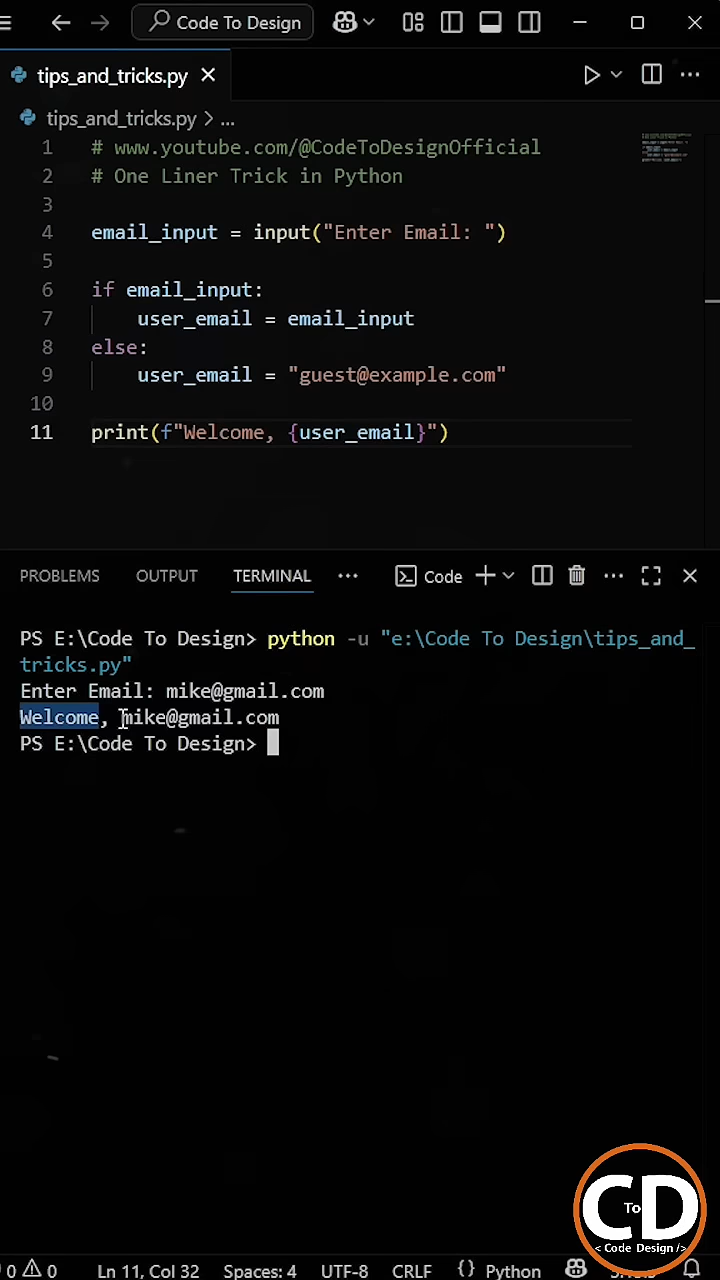 Code To Design
tips_and_tricks.py
tips_and_tricks.py > ...
1 # www.youtube.com/@CodeToDesignOfficial
2 # One Liner Trick in Python
3
4 email_input = input("Enter Email: ")
5
6 if email_input:
7 user_email = email_input
8 else:
9 user_email = "guest@example.com"
10
11 print(f"Welcome, {user_email}")
PROBLEMS OUTPUT TERMINAL ... Code
PS E:\Code To Design> python -u "e:\Code To Design\tips_and_
tricks.py"
Enter Email: mike@gmail.com
Welcome, mike@gmail.com
PS E:\Code To Design>
CD
To
< Code Design />
0 0 Ln 11, Col 32 Spaces: 4 UTF-8 CRLF {} Python